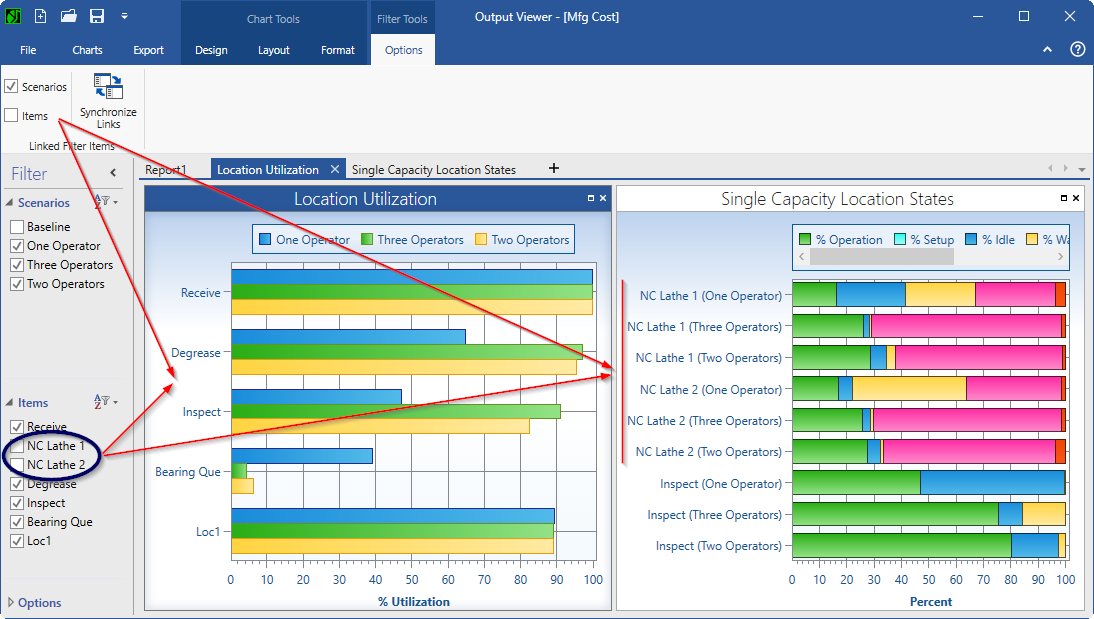 Chart Tools
Filter Tools
Output Viewer - [Mfg Cost]
File
Charts
Export
Design
Layout
Format
Options
Scenarios
Items
Synchronize
Links
Linked Filter Items
Filter
Report1
Location Utilization
Single Capacity Location States
Scenarios
Baseline
One Operator
Three Operators
Two Operators
Items
Receive
NC Lathe 1
NC Lathe 2
Degrease
Inspect
Bearing Que
Loc1
Options
Location Utilization
One Operator
Three Operators
Two Operators
Receive
Degrease
Inspect
Bearing Que
Loc1
0 10 20 30 40 50 60 70 80 90 100
% Utilization
Single Capacity Location States
% Operation
% Setup
% Idle
% Wa
NC Lathe 1 (One Operator)
NC Lathe 1 (Three Operators)
NC Lathe 1 (Two Operators)
NC Lathe 2 (One Operator)
NC Lathe 2 (Three Operators)
NC Lathe 2 (Two Operators)
Inspect (One Operator)
Inspect (Three Operators)
Inspect (Two Operators)
0 10 20 30 40 50 60 70 80 90 100
Percent